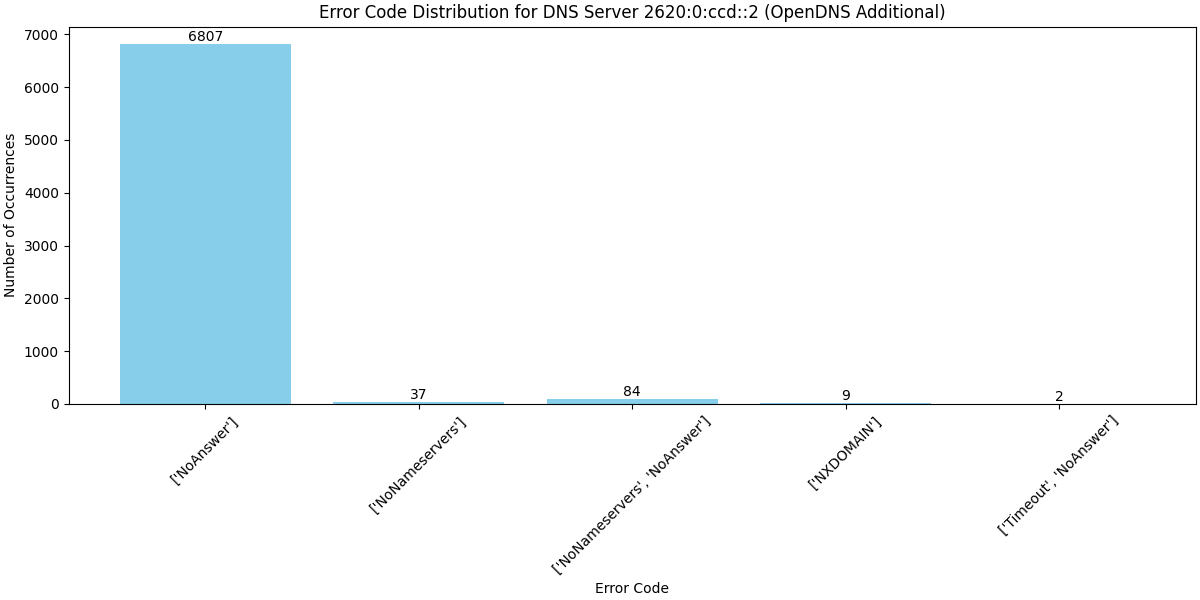 Error Code Distribution for DNS Server 2620:0:ccd::2 (OpenDNS Additional)
Number of Occurrences
7000
6000
5000
4000
3000
2000
1000
0
6807
37
84
9
2
['NoAnswer']
['NoNameservers']
['NoNameservers', 'NoAnswer']
['NXDOMAIN']
['Timeout', 'NoAnswer']
Error Code